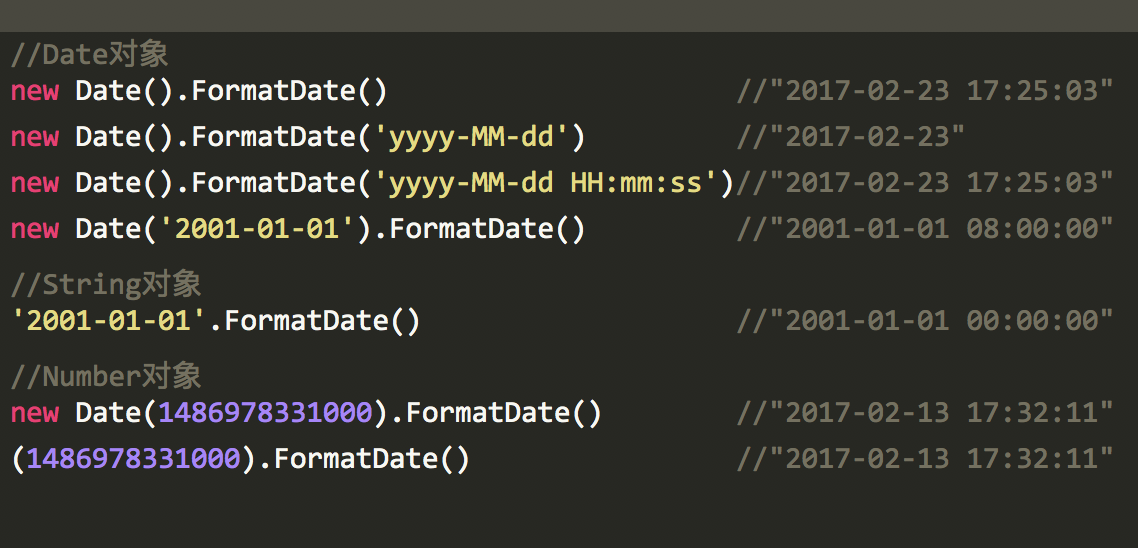 //Date对象
new Date().FormatDate() //"2017-02-23 17:25:03"
new Date().FormatDate('yyyy-MM-dd') //"2017-02-23"
new Date().FormatDate('yyyy-MM-dd HH:mm:ss')//"2017-02-23 17:25:03"
new Date('2001-01-01').FormatDate() //"2001-01-01 08:00:00"
//String对象
'2001-01-01'.FormatDate() //"2001-01-01 00:00:00"
//Number对象
new Date(1486978331000).FormatDate() //"2017-02-13 17:32:11"
(1486978331000).FormatDate() //"2017-02-13 17:32:11"